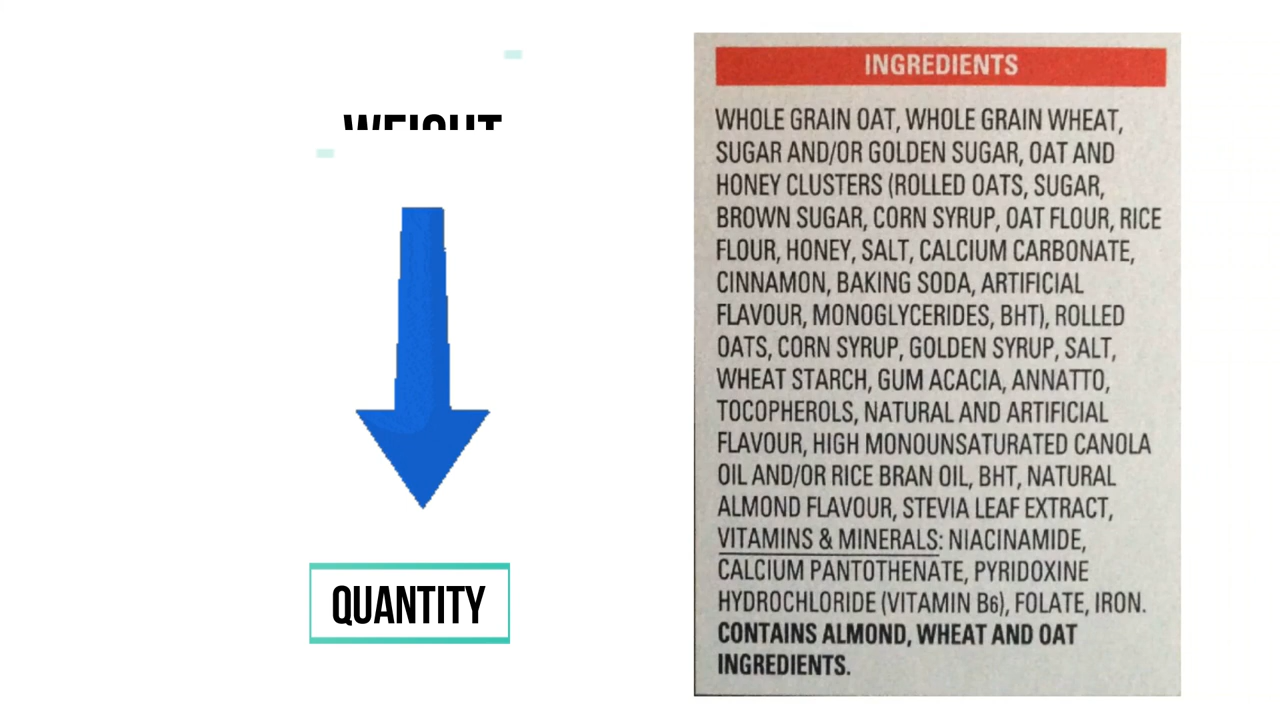 WEIGHT
QUANTITY
INGREDIENTS
WHOLE GRAIN OAT, WHOLE GRAIN WHEAT,
SUGAR AND/OR GOLDEN SUGAR, OAT AND
HONEY CLUSTERS (ROLLED OATS, SUGAR,
BROWN SUGAR, CORN SYRUP, OAT FLOUR, RICE
FLOUR, HONEY, SALT, CALCIUM CARBONATE,
CINNAMON, BAKING SODA, ARTIFICIAL
FLAVOUR, MONOGLYCERIDES, BHT), ROLLED
OATS, CORN SYRUP, GOLDEN SYRUP, SALT,
WHEAT STARCH, GUM ACACIA, ANNATTO,
TOCOPHEROLS, NATURAL AND ARTIFICIAL
FLAVOUR, HIGH MONOUNSATURATED CANOLA
OIL AND/OR RICE BRAN OIL, BHT, NATURAL
ALMOND FLAVOUR, STEVIA LEAF EXTRACT,
VITAMINS & MINERALS: NIACINAMIDE,
CALCIUM PANTOTHENATE, PYRIDOXINE
HYDROCHLORIDE (VITAMIN B6), FOLATE, IRON.
CONTAINS ALMOND, WHEAT AND OAT
INGREDIENTS.